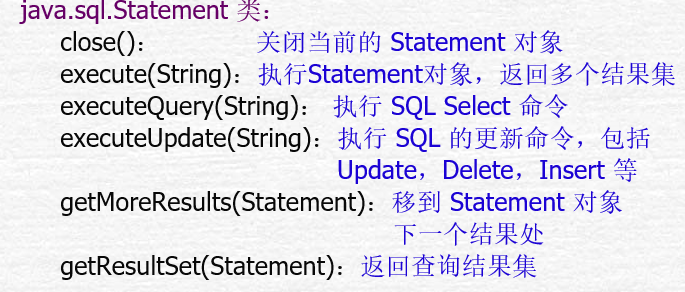 java.sql.Statement 类：
close()： 关闭当前的 Statement 对象
execute(String)：执行Statement对象，返回多个结果集
executeQuery(String)： 执行 SQL Select 命令
executeUpdate(String)：执行 SQL 的更新命令，包括
Update，Delete，Insert 等
getMoreResults(Statement)：移到 Statement 对象
下一个结果处
getResultSet(Statement)：返回查询结果集